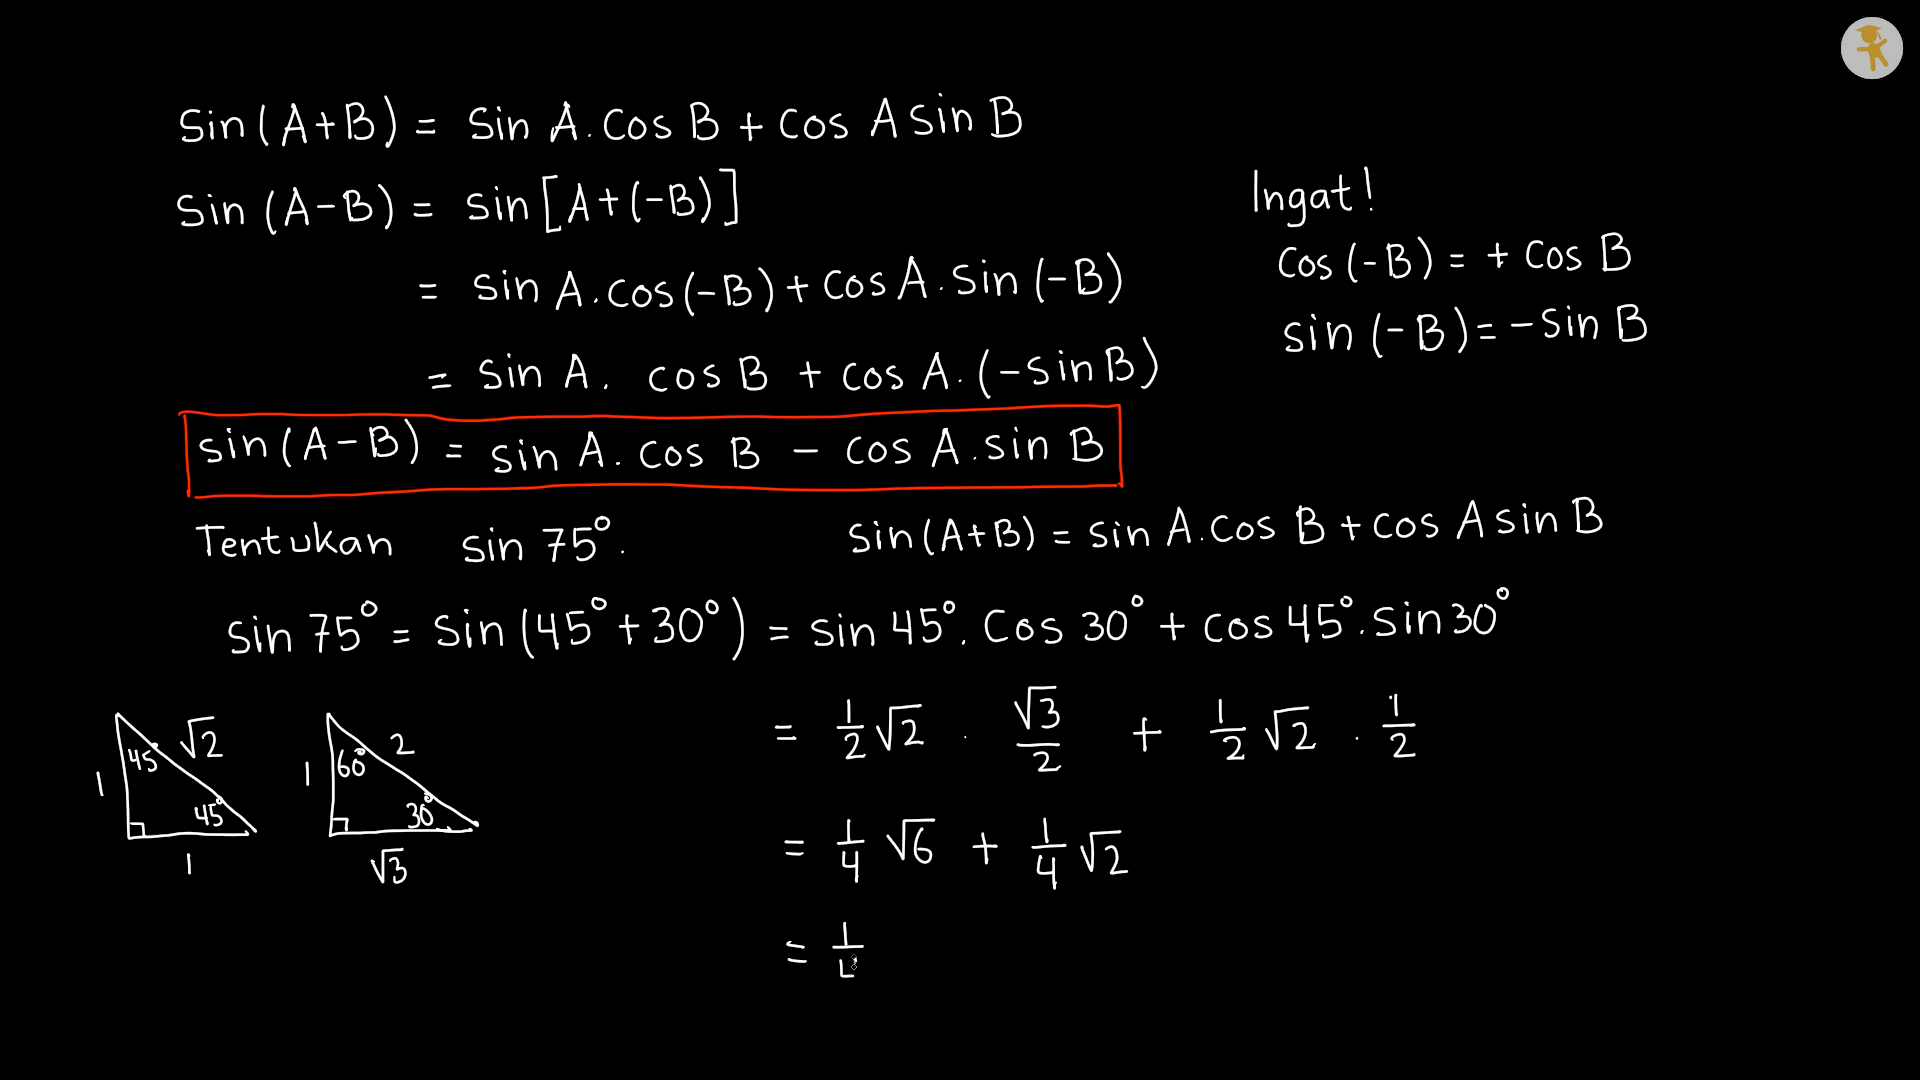 Sin (A+B) = Sin A. Cos B + Cos A Sin B
Sin (A-B) = Sin [A+(-B)]
= Sin A. Cos(-B) + Cos A. Sin (-B)
= Sin A. Cos B + Cos A. (-Sin B)
Sin (A-B) = Sin A. Cos B - Cos A. Sin B
Ingat!
Cos (-B) = + Cos B
Sin (-B) = - Sin B
Tentukan Sin 75°.
Sin (A+B) = Sin A. Cos B + Cos A Sin B
Sin 75° = Sin (45° + 30°) = Sin 45°. Cos 30° + Cos 45°. Sin 30°
= 1/2 √2 . √3/2 + 1/2 √2 . 1/2
= 1/4 √6 + 1/4 √2
= 1/
1 45° √2 45° 1
1 60° 2 30° √3